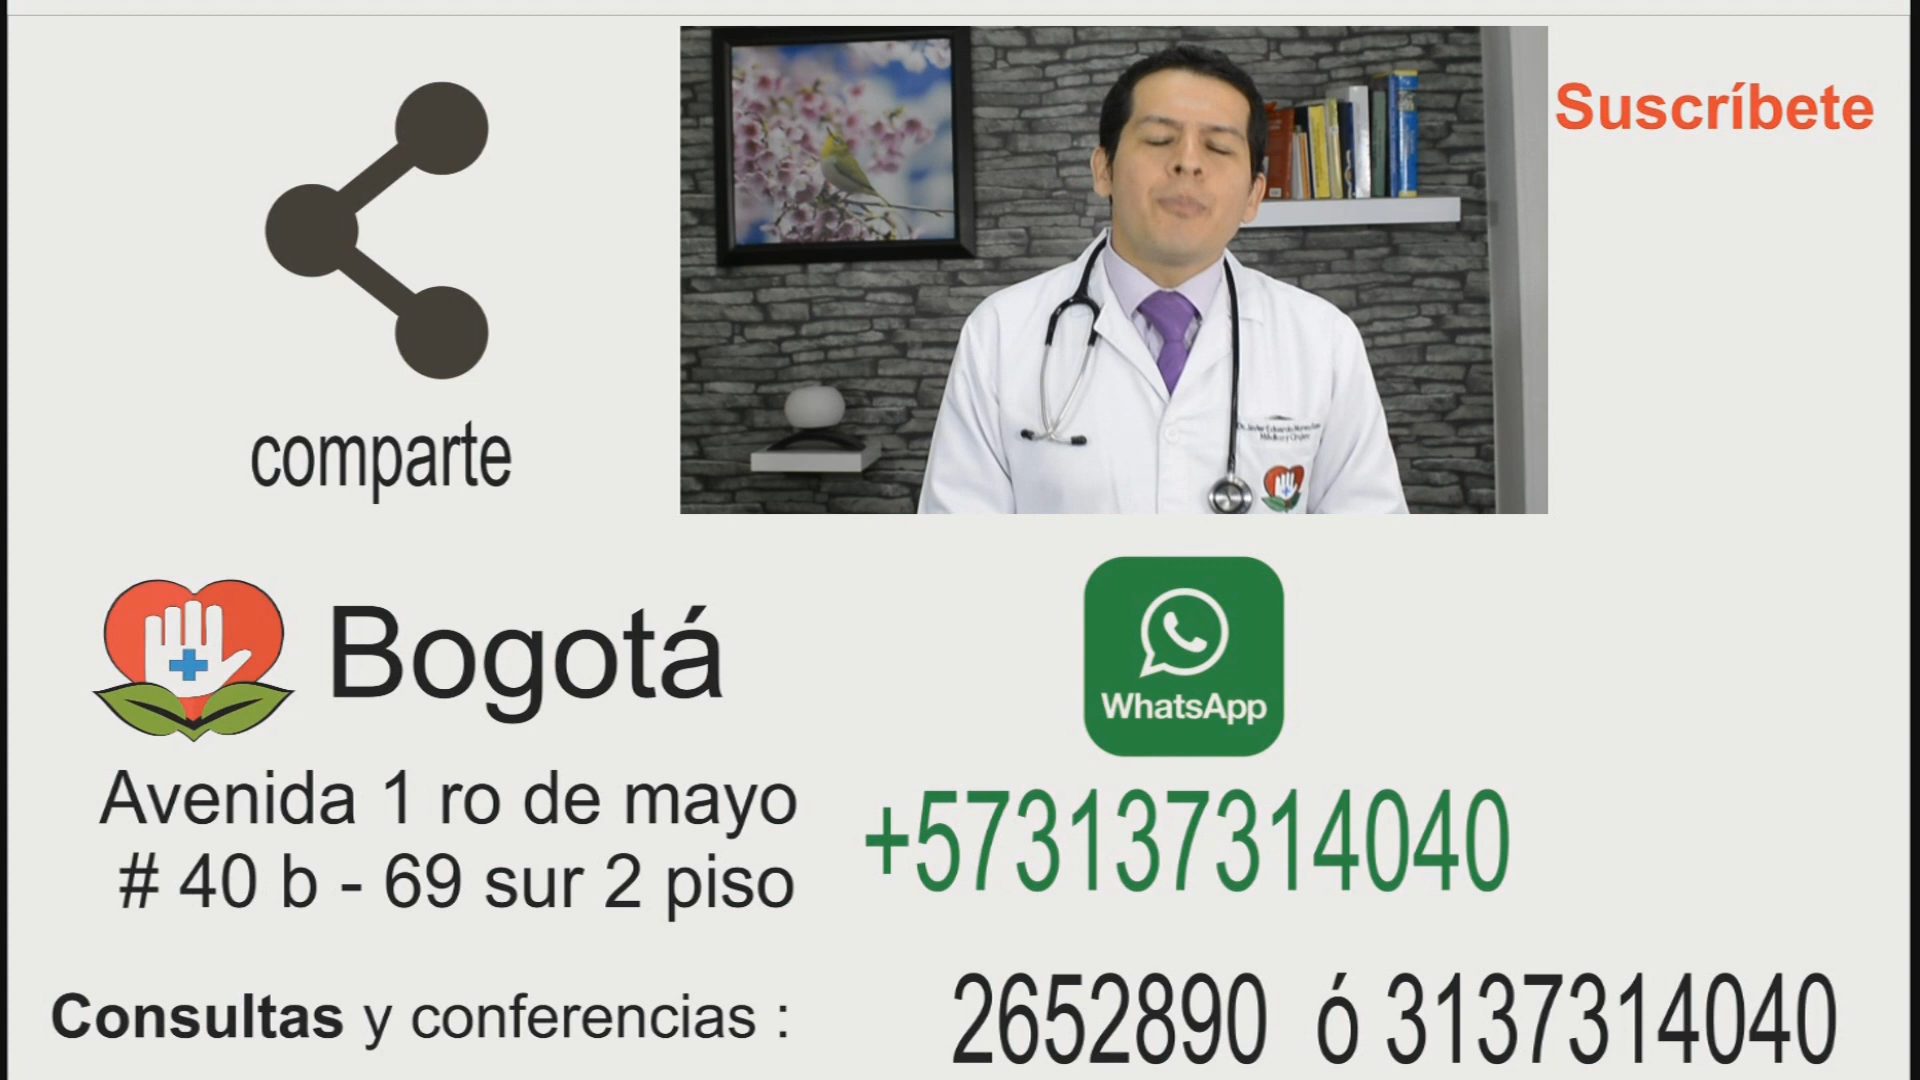 Suscríbete
comparte
Bogotá
WhatsApp
Avenida 1 ro de mayo
# 40 b - 69 sur 2 piso
+573137314040
Consultas y conferencias :
2652890 ó 3137314040